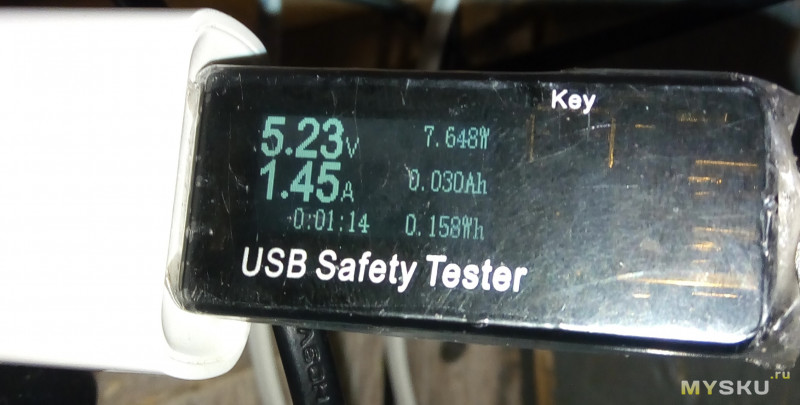 Key
5.23V 7.648W
1.45A 0.030Ah
0:01:14 0.158Wh
USB Safety Tester
MYSKU.ru